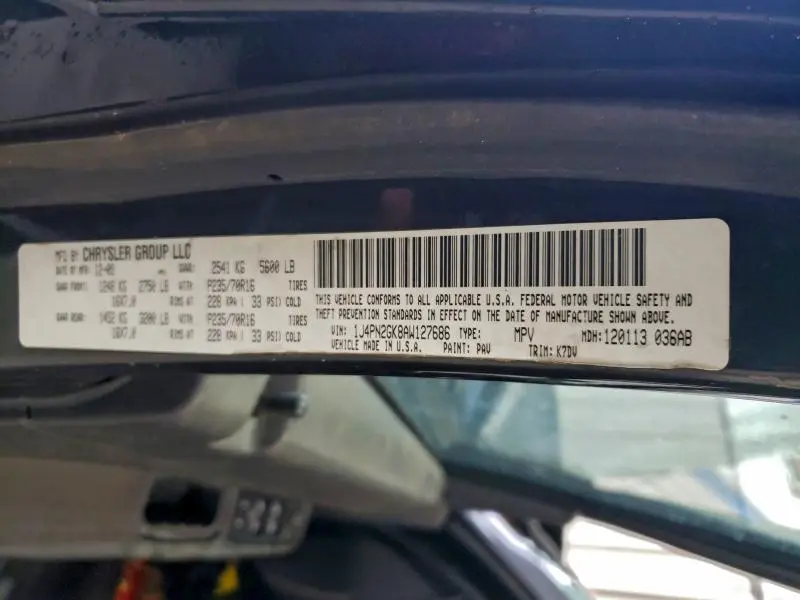 MFD BY CHRYSLER GROUP LLC
DATE OF MFR: 12-09 GVWR: 2541 KG 5600 LB
GAWR FRONT: 1248 KG 2750 LB WITH P235/70R16 TIRES
16X7.0 RIMS AT 228 KPA ( 33 PSI) COLD
GAWR REAR: 1452 KG 3200 LB WITH P235/70R16 TIRES
16X7.0 RIMS AT 228 KPA ( 33 PSI) COLD
THIS VEHICLE CONFORMS TO ALL APPLICABLE U.S.A. FEDERAL MOTOR VEHICLE SAFETY AND
THEFT PREVENTION STANDARDS IN EFFECT ON THE DATE OF MANUFACTURE SHOWN ABOVE.
VIN: 1J4PN2GK8AW127686 TYPE: MPV MDH: 120113 036AB
VEHICLE MADE IN U.S.A. PAINT: PAV TRIM: K7DV